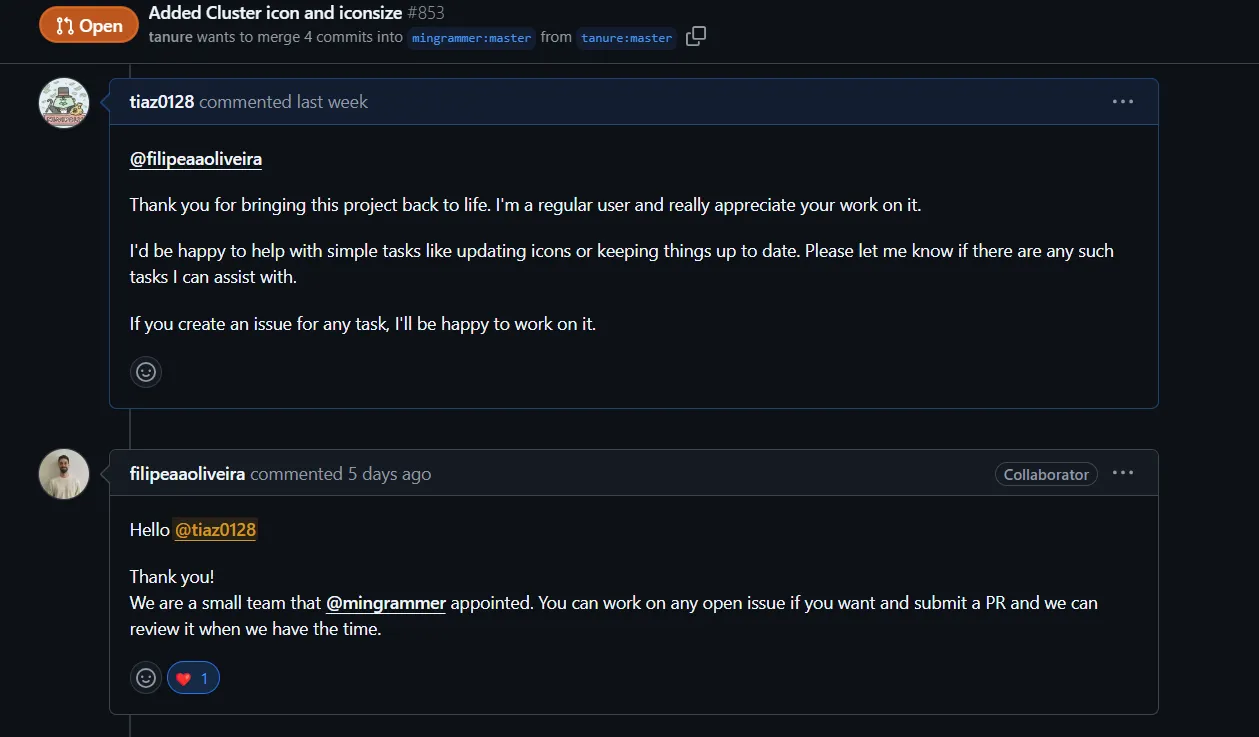 Open
Added Cluster icon and iconsize #853
tanure wants to merge 4 commits into mingrammer:master from tanure:master
tiaz0128 commented last week
@filipeaaoliveira
Thank you for bringing this project back to life. I'm a regular user and really appreciate your work on it.
I'd be happy to help with simple tasks like updating icons or keeping things up to date. Please let me know if there are any such
tasks I can assist with.
If you create an issue for any task, I'll be happy to work on it.
filipeaaoliveira commented 5 days ago
Collaborator
Hello @tiaz0128
Thank you!
We are a small team that @mingrammer appointed. You can work on any open issue if you want and submit a PR and we can
review it when we have the time.
1